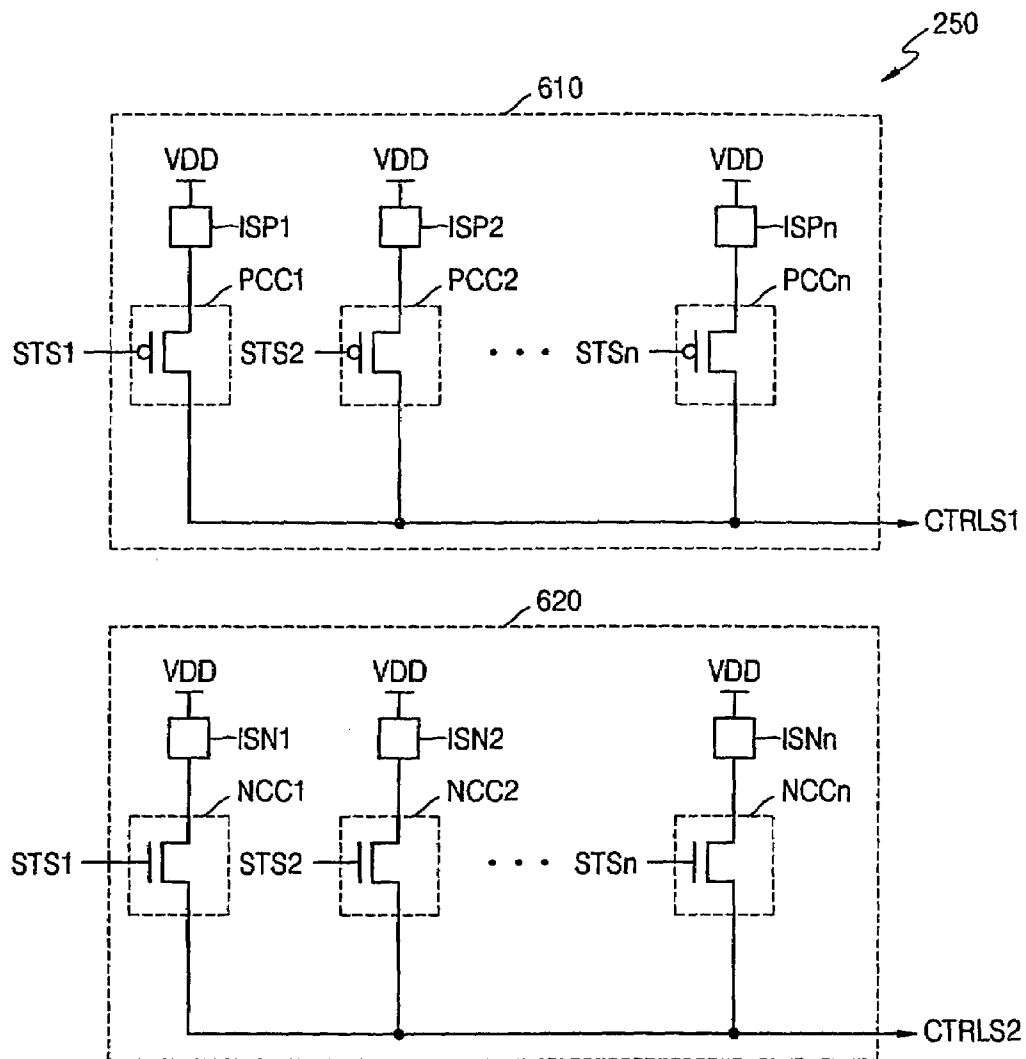 250
610
VDD VDD VDD
ISP1 ISP2 ISPn
PCC1 PCC2 PCCn
STS1 STS2 • • • STSn
CTRLS1
620
VDD VDD VDD
ISN1 ISN2 ISNn
NCC1 NCC2 NCCn
STS1 STS2 • • • STSn
CTRLS2